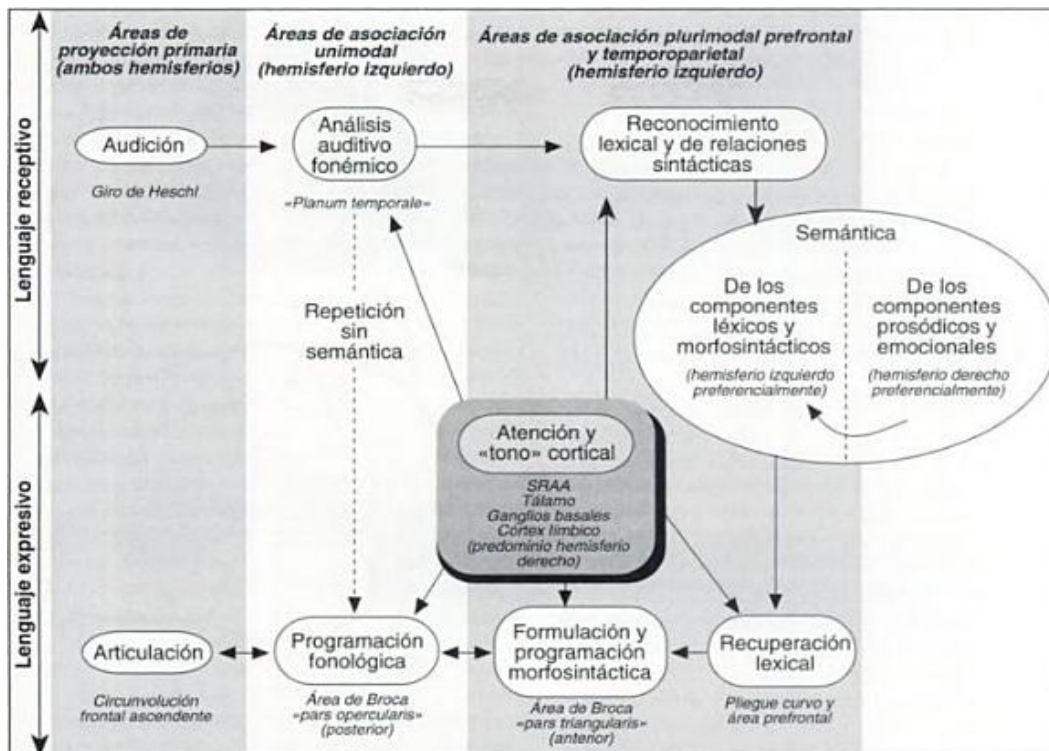 Áreas de
proyección primaria
(ambos hemisferios)
Áreas de asociación
unimodal
(hemisferio izquierdo)
Áreas de asociación plurimodal prefrontal
y temporoparietal
(hemisferio izquierdo)
Lenguaje receptivo
Audición
Giro de Heschl
Análisis
auditivo
fonémico
«Planum temporale»
Reconocimiento
lexical y de relaciones
sintácticas
Semántica
De los
componentes
léxicos y
morfosintácticos
(hemisferio izquierdo
preferencialmente)
De los
componentes
prosódicos y
emocionales
(hemisferio derecho
preferencialmente)
Repetición
sin
semántica
Atención y
«tono» cortical
SRAA
Tálamo
Ganglios basales
Córtex límbico
(predominio hemisferio
derecho)
Lenguaje expresivo
Articulación
Circunvolución
frontal ascendente
Programación
fonológica
Área de Broca
«pars opercularis»
(posterior)
Formulación y
programación
morfosintáctica
Área de Broca
«pars triangularis»
(anterior)
Recuperación
lexical
Pliegue curvo y
área prefrontal